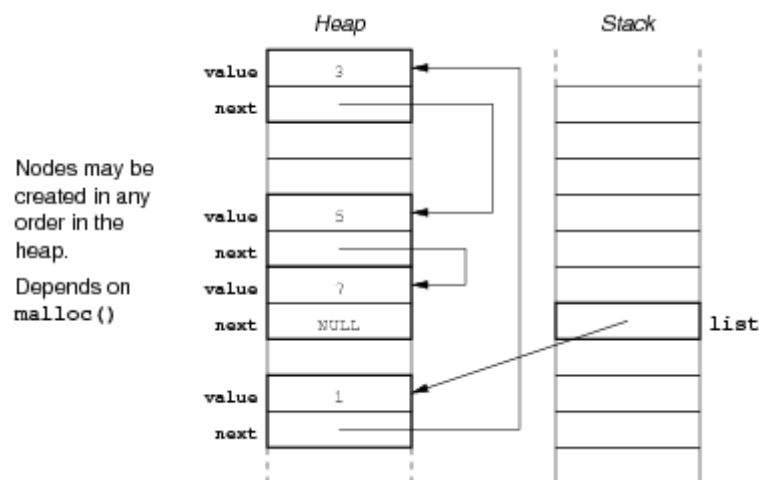 Heap Stack
value 3
next
Nodes may be
created in any
order in the
heap.
Depends on
malloc()
value 5
next
value 7
next NULL
list
value 1
next